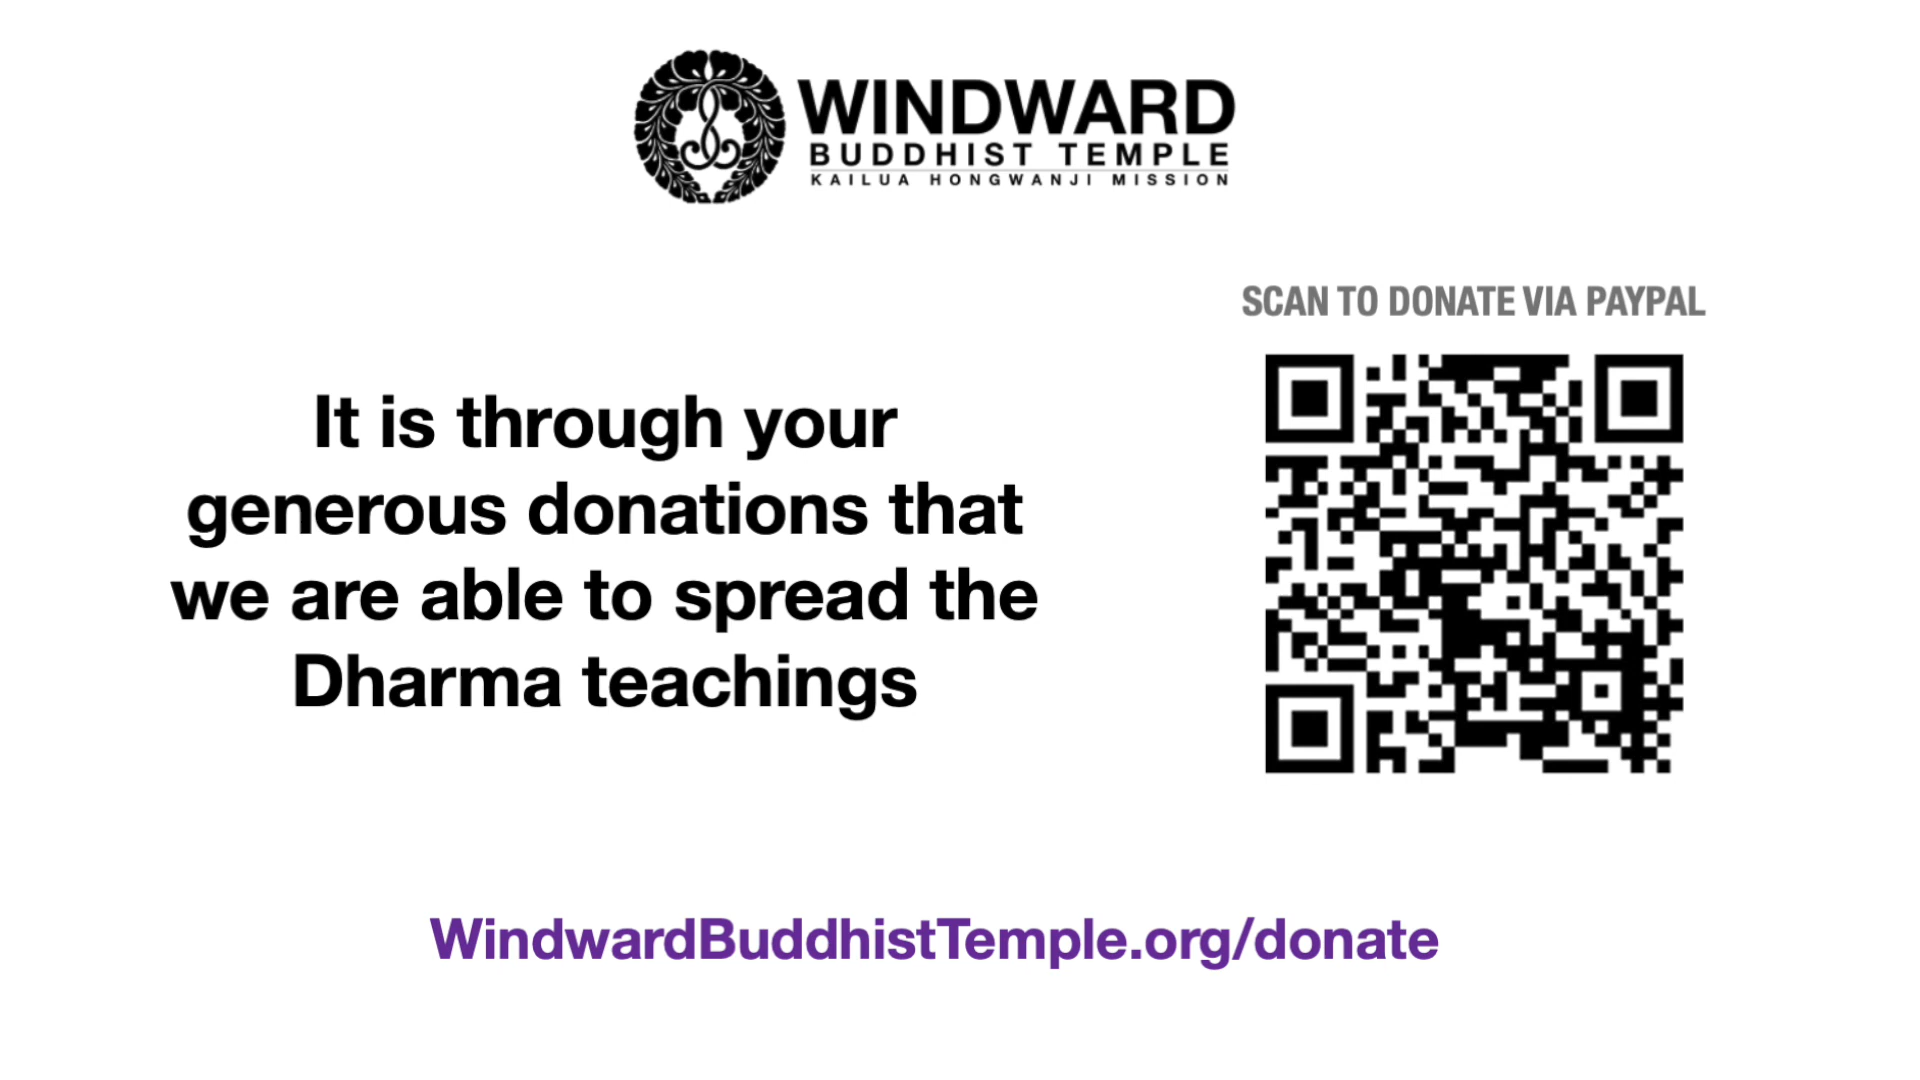 WINDWARD
BUDDHIST TEMPLE
KAILUA HONGWANJI MISSION
SCAN TO DONATE VIA PAYPAL
It is through your
generous donations that
we are able to spread the
Dharma teachings
WindwardBuddhistTemple.org/donate